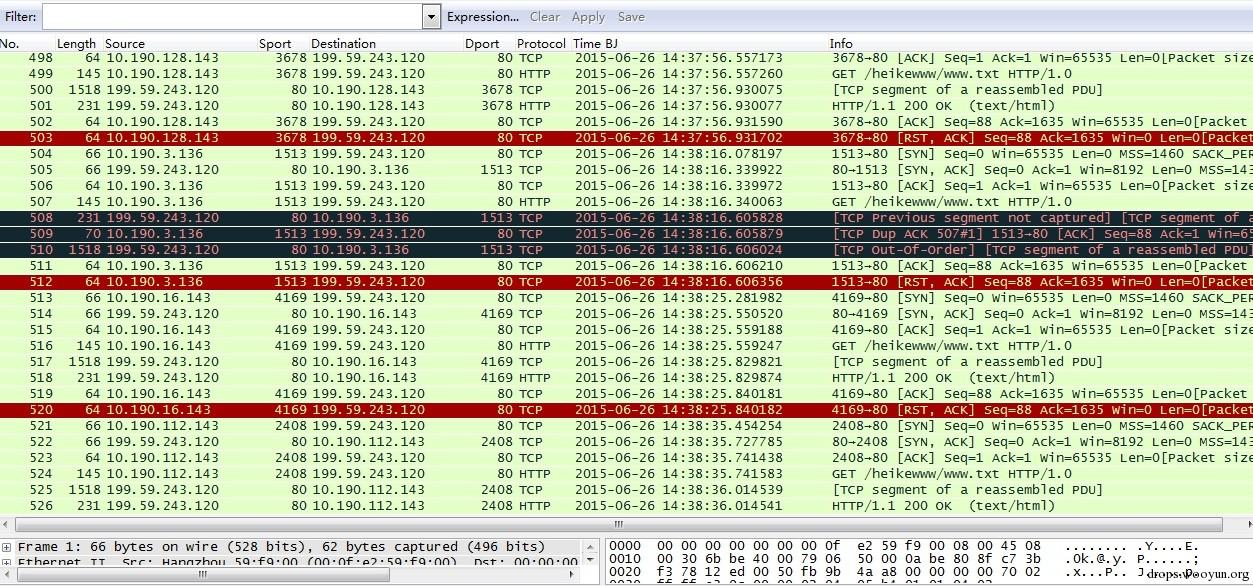 Filter: Expression... Clear Apply Save
No. Length Source Sport Destination Dport Protocol Time BJ Info
498 64 10.190.128.143 3678 199.59.243.120 80 TCP 2015-06-26 14:37:56.557173 3678→80 [ACK] Seq=1 Ack=1 Win=65535 Len=0[Packet size
499 145 10.190.128.143 3678 199.59.243.120 80 HTTP 2015-06-26 14:37:56.557260 GET /heikewww/www.txt HTTP/1.0
500 1518 199.59.243.120 80 10.190.128.143 3678 TCP 2015-06-26 14:37:56.930075 [TCP segment of a reassembled PDU]
501 231 199.59.243.120 80 10.190.128.143 3678 HTTP 2015-06-26 14:37:56.930077 HTTP/1.1 200 OK (text/html)
502 64 10.190.128.143 3678 199.59.243.120 80 TCP 2015-06-26 14:37:56.931590 3678→80 [ACK] Seq=88 Ack=1635 Win=65535 Len=0[Packet
503 64 10.190.128.143 3678 199.59.243.120 80 TCP 2015-06-26 14:37:56.931702 3678→80 [RST, ACK] Seq=88 Ack=1635 Win=0 Len=0[Packet
504 66 10.190.3.136 1513 199.59.243.120 80 TCP 2015-06-26 14:38:16.078197 1513→80 [SYN] Seq=0 Win=65535 Len=0 MSS=1460 SACK_PER
505 66 199.59.243.120 80 10.190.3.136 1513 TCP 2015-06-26 14:38:16.339922 80→1513 [SYN, ACK] Seq=0 Ack=1 Win=8192 Len=0 MSS=143
506 64 10.190.3.136 1513 199.59.243.120 80 TCP 2015-06-26 14:38:16.339972 1513→80 [ACK] Seq=1 Ack=1 Win=65535 Len=0[Packet size
507 145 10.190.3.136 1513 199.59.243.120 80 HTTP 2015-06-26 14:38:16.340063 GET /heikewww/www.txt HTTP/1.0
508 231 199.59.243.120 80 10.190.3.136 1513 TCP 2015-06-26 14:38:16.605828 [TCP Previous segment not captured] [TCP segment of a
509 70 10.190.3.136 1513 199.59.243.120 80 TCP 2015-06-26 14:38:16.605879 [TCP Dup ACK 507#1] 1513→80 [ACK] Seq=88 Ack=1 Win=65
510 1518 199.59.243.120 80 10.190.3.136 1513 TCP 2015-06-26 14:38:16.606024 [TCP Out-Of-Order] [TCP segment of a reassembled PDU]
511 64 10.190.3.136 1513 199.59.243.120 80 TCP 2015-06-26 14:38:16.606210 1513→80 [ACK] Seq=88 Ack=1635 Win=65535 Len=0[Packet
512 64 10.190.3.136 1513 199.59.243.120 80 TCP 2015-06-26 14:38:16.606356 1513→80 [RST, ACK] Seq=88 Ack=1635 Win=0 Len=0[Packet
513 66 10.190.16.143 4169 199.59.243.120 80 TCP 2015-06-26 14:38:25.281982 4169→80 [SYN] Seq=0 Win=65535 Len=0 MSS=1460 SACK_PER
514 66 199.59.243.120 80 10.190.16.143 4169 TCP 2015-06-26 14:38:25.550520 80→4169 [SYN, ACK] Seq=0 Ack=1 Win=8192 Len=0 MSS=143
515 64 10.190.16.143 4169 199.59.243.120 80 TCP 2015-06-26 14:38:25.559188 4169→80 [ACK] Seq=1 Ack=1 Win=65535 Len=0[Packet size
516 145 10.190.16.143 4169 199.59.243.120 80 HTTP 2015-06-26 14:38:25.559247 GET /heikewww/www.txt HTTP/1.0
517 1518 199.59.243.120 80 10.190.16.143 4169 TCP 2015-06-26 14:38:25.829821 [TCP segment of a reassembled PDU]
518 231 199.59.243.120 80 10.190.16.143 4169 HTTP 2015-06-26 14:38:25.829874 HTTP/1.1 200 OK (text/html)
519 64 10.190.16.143 4169 199.59.243.120 80 TCP 2015-06-26 14:38:25.840181 4169→80 [ACK] Seq=88 Ack=1635 Win=65535 Len=0[Packet
520 64 10.190.16.143 4169 199.59.243.120 80 TCP 2015-06-26 14:38:25.840182 4169→80 [RST, ACK] Seq=88 Ack=1635 Win=0 Len=0[Packet
521 66 10.190.112.143 2408 199.59.243.120 80 TCP 2015-06-26 14:38:35.454254 2408→80 [SYN] Seq=0 Win=65535 Len=0 MSS=1460 SACK_PER
522 66 199.59.243.120 80 10.190.112.143 2408 TCP 2015-06-26 14:38:35.727785 80→2408 [SYN, ACK] Seq=0 Ack=1 Win=8192 Len=0 MSS=143
523 64 10.190.112.143 2408 199.59.243.120 80 TCP 2015-06-26 14:38:35.741438 2408→80 [ACK] Seq=1 Ack=1 Win=65535 Len=0[Packet size
524 145 10.190.112.143 2408 199.59.243.120 80 HTTP 2015-06-26 14:38:35.741583 GET /heikewww/www.txt HTTP/1.0
525 1518 199.59.243.120 80 10.190.112.143 2408 TCP 2015-06-26 14:38:36.014539 [TCP segment of a reassembled PDU]
526 231 199.59.243.120 80 10.190.112.143 2408 HTTP 2015-06-26 14:38:36.014541 HTTP/1.1 200 OK (text/html)
Frame 1: 66 bytes on wire (528 bits), 62 bytes captured (496 bits)
Ethernet II, Src: Hangzhou_59:f9:00 (00:0f:e2:59:f9:00), Dst: 00:00:00
0000 00 00 00 00 00 00 00 0f e2 59 f9 00 08 00 45 08 ........ .Y....E.
0010 00 30 6b be 40 00 79 06 50 00 0a be 80 8f c7 3b .0k.@.y. P......;
0020 f3 78 12 ed 00 50 fb 9b 4a a8 00 00 00 00 70 02 .x...P.. J.....p.
drops.wooyun.org